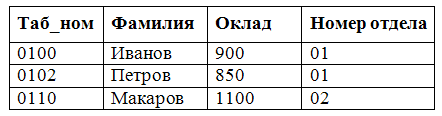 Таб_ном Фамилия Оклад Номер отдела
0100 Иванов 900 01
0102 Петров 850 01
0110 Макаров 1100 02